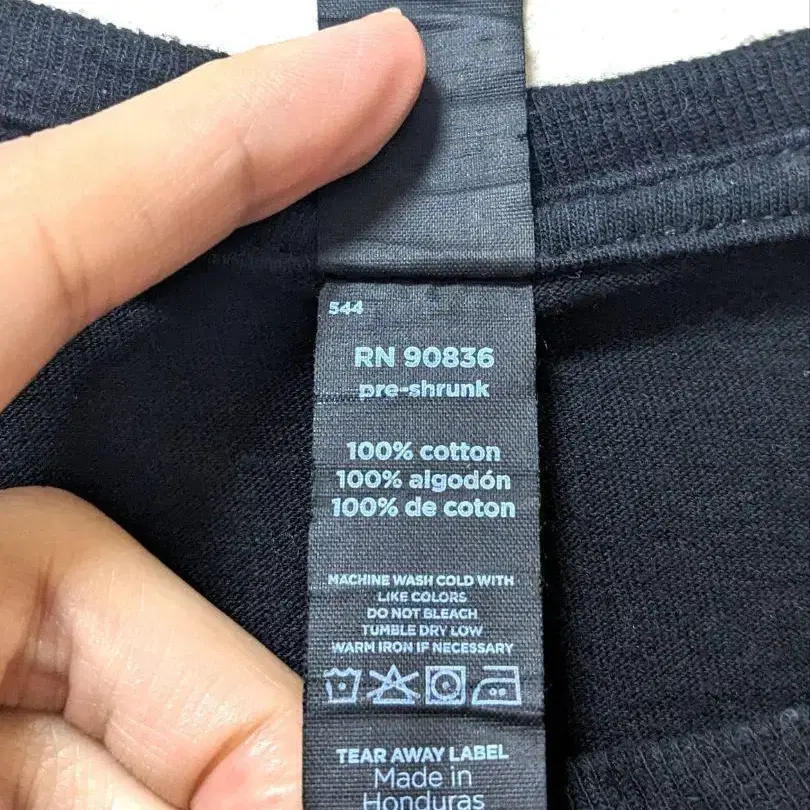 544
RN 90836
pre-shrunk
100% cotton
100% algodón
100% de coton
MACHINE WASH COLD WITH
LIKE COLORS
DO NOT BLEACH
TUMBLE DRY LOW
WARM IRON IF NECESSARY
TEAR AWAY LABEL
Made in
Honduras